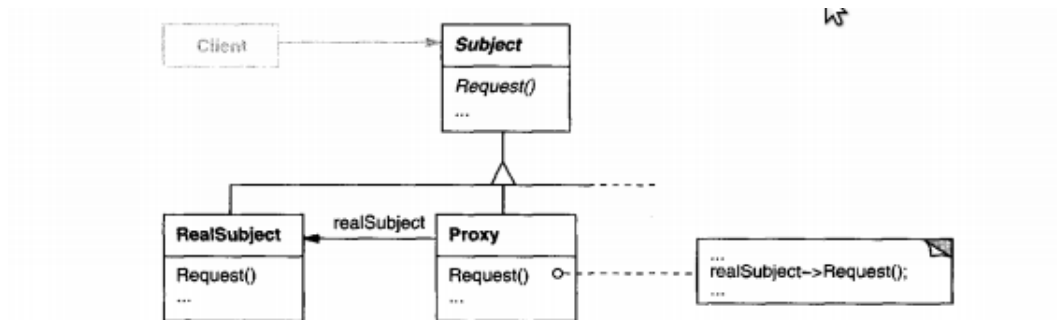 Client
Subject
Request()
...
realSubject
RealSubject
Request()
...
Proxy
Request()
...
...
realSubject->Request();
...